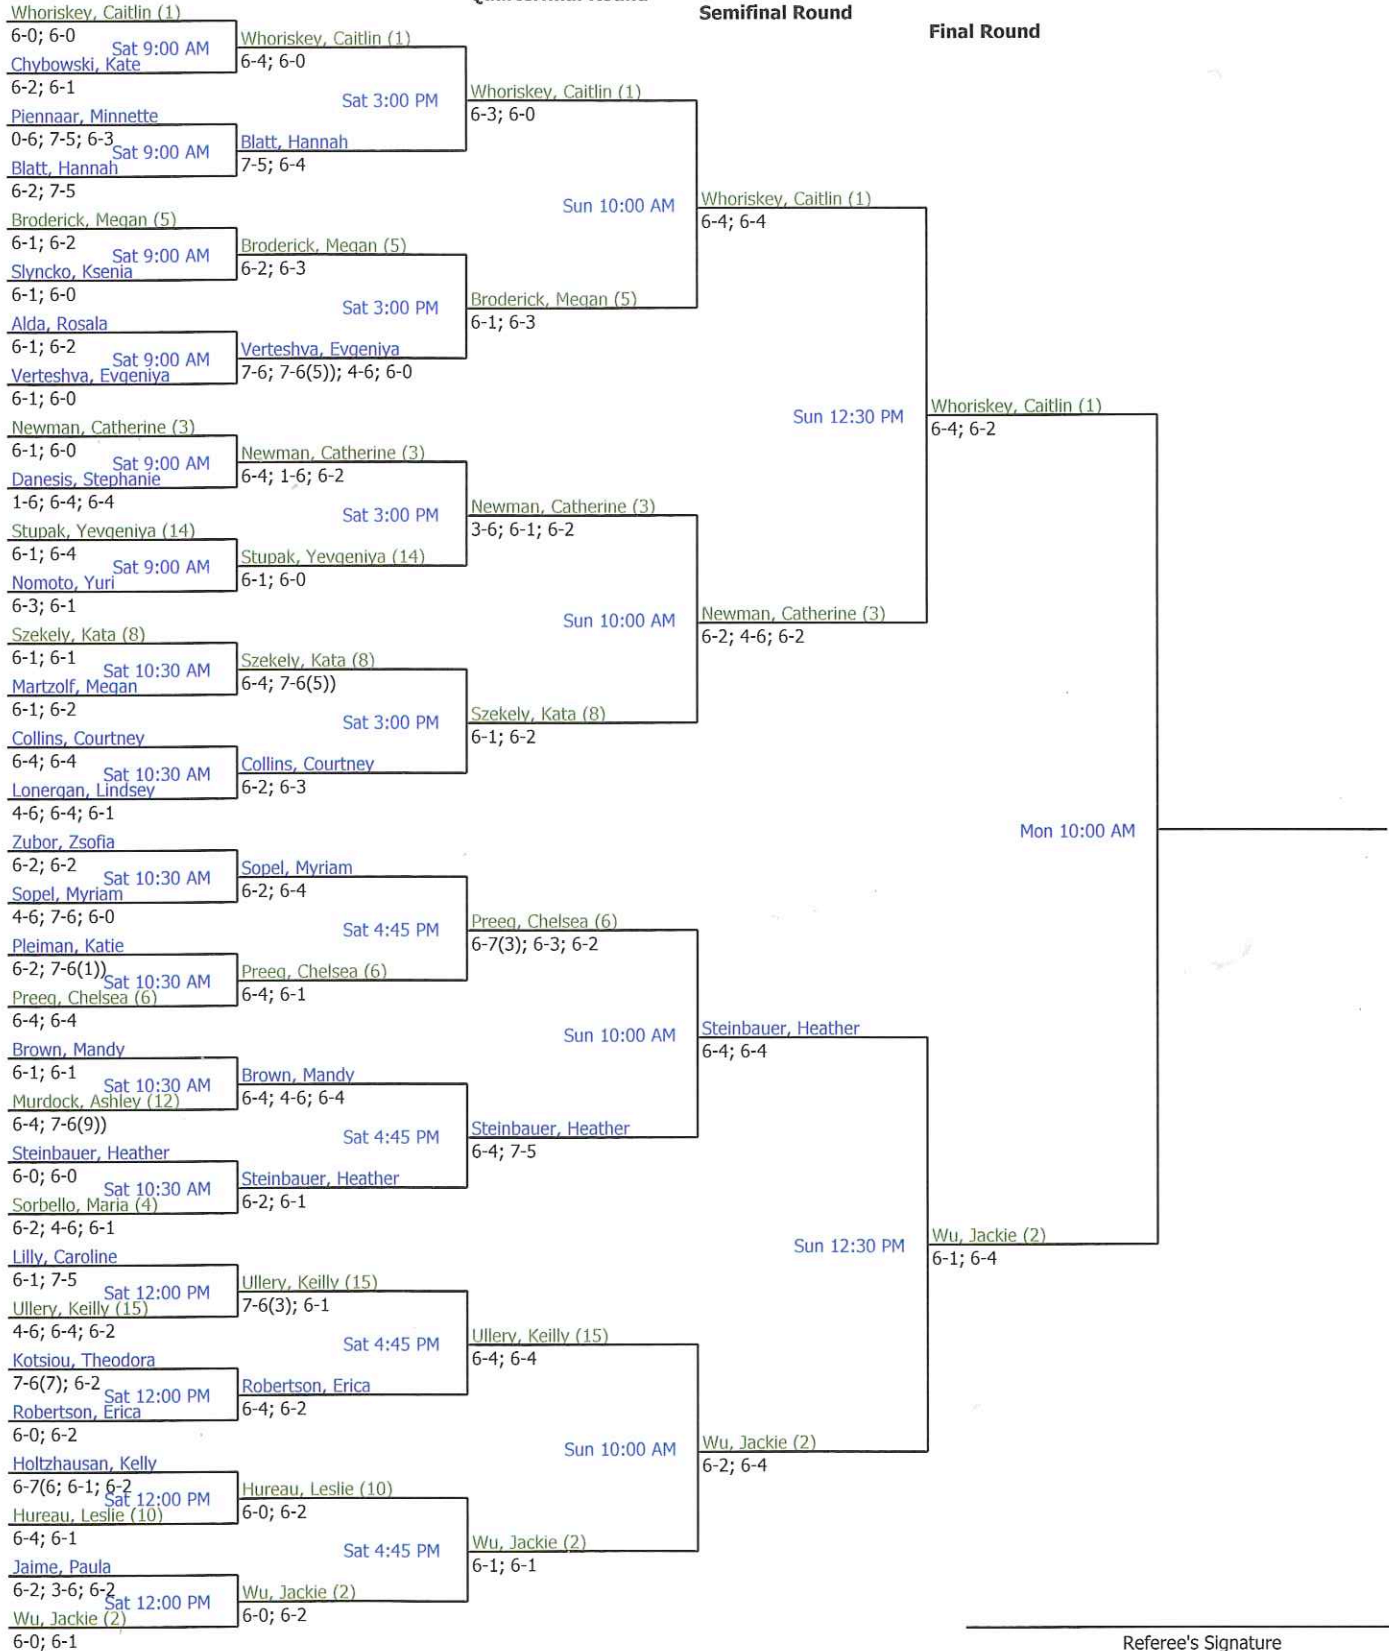 Semifinal Round
Final Round
Whoriskey, Caitlin (1)
6-0; 6-0
Sat 9:00 AM
Chybowski, Kate
6-2; 6-1
Piennaar, Minnette
0-6; 7-5; 6-3
Sat 9:00 AM
Blatt, Hannah
6-2; 7-5
Broderick, Megan (5)
6-1; 6-2
Sat 9:00 AM
Slyncko, Ksenia
6-1; 6-0
Alda, Rosala
6-1; 6-2
Sat 9:00 AM
Verteshva, Evgeniya
6-1; 6-0
Newman, Catherine (3)
6-1; 6-0
Sat 9:00 AM
Danesis, Stephanie
1-6; 6-4; 6-4
Stupak, Yevgeniya (14)
6-1; 6-4
Sat 9:00 AM
Nomoto, Yuri
6-3; 6-1
Szekely, Kata (8)
6-1; 6-1
Sat 10:30 AM
Martzolf, Megan
6-1; 6-2
Collins, Courtney
6-4; 6-4
Sat 10:30 AM
Lonergan, Lindsey
4-6; 6-4; 6-1
Zubor, Zsofia
6-2; 6-2
Sat 10:30 AM
Sopel, Myriam
4-6; 7-6; 6-0
Pleiman, Katie
6-2; 7-6(1))
Sat 10:30 AM
Preeg, Chelsea (6)
6-4; 6-4
Brown, Mandy
6-1; 6-1
Sat 10:30 AM
Murdock, Ashley (12)
6-4; 7-6(9))
Steinbauer, Heather
6-0; 6-0
Sat 10:30 AM
Sorbello, Maria (4)
6-2; 4-6; 6-1
Lilly, Caroline
6-1; 7-5
Sat 12:00 PM
Ullery, Keilly (15)
4-6; 6-4; 6-2
Kotsiou, Theodora
7-6(7); 6-2
Sat 12:00 PM
Robertson, Erica
6-0; 6-2
Holtzhausan, Kelly
6-7(6; 6-1; 6-2
Sat 12:00 PM
Hureau, Leslie (10)
6-4; 6-1
Jaime, Paula
6-2; 3-6; 6-2
Sat 12:00 PM
Wu, Jackie (2)
6-0; 6-1
Whoriskey, Caitlin (1)
6-4; 6-0
Sat 3:00 PM
Blatt, Hannah
7-5; 6-4
Broderick, Megan (5)
6-2; 6-3
Sat 3:00 PM
Verteshva, Evgeniya
7-6; 7-6(5)); 4-6; 6-0
Newman, Catherine (3)
6-4; 1-6; 6-2
Sat 3:00 PM
Stupak, Yevgeniya (14)
6-1; 6-0
Szekely, Kata (8)
6-4; 7-6(5))
Sat 3:00 PM
Collins, Courtney
6-2; 6-3
Sopel, Myriam
6-2; 6-4
Sat 4:45 PM
Preeg, Chelsea (6)
6-4; 6-1
Brown, Mandy
6-4; 4-6; 6-4
Sat 4:45 PM
Steinbauer, Heather
6-2; 6-1
Ullery, Keilly (15)
7-6(3); 6-1
Sat 4:45 PM
Robertson, Erica
6-4; 6-2
Hureau, Leslie (10)
6-0; 6-2
Sat 4:45 PM
Wu, Jackie (2)
6-0; 6-2
Whoriskey, Caitlin (1)
6-3; 6-0
Sun 10:00 AM
Broderick, Megan (5)
6-1; 6-3
Newman, Catherine (3)
3-6; 6-1; 6-2
Sun 10:00 AM
Szekely, Kata (8)
6-1; 6-2
Preeg, Chelsea (6)
6-7(3); 6-3; 6-2
Sun 10:00 AM
Steinbauer, Heather
6-4; 7-5
Ullery, Keilly (15)
6-4; 6-4
Sun 10:00 AM
Wu, Jackie (2)
6-1; 6-1
Whoriskey, Caitlin (1)
6-4; 6-4
Sun 12:30 PM
Newman, Catherine (3)
6-2; 4-6; 6-2
Steinbauer, Heather
6-4; 6-4
Sun 12:30 PM
Wu, Jackie (2)
6-2; 6-4
Whoriskey, Caitlin (1)
6-4; 6-2
Mon 10:00 AM
Wu, Jackie (2)
6-1; 6-4
Referee's Signature